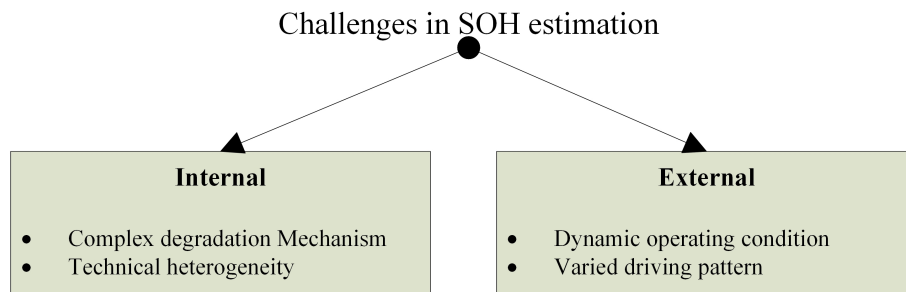 Challenges in SOH estimation
Internal
• Complex degradation Mechanism
• Technical heterogeneity
External
• Dynamic operating condition
• Varied driving pattern